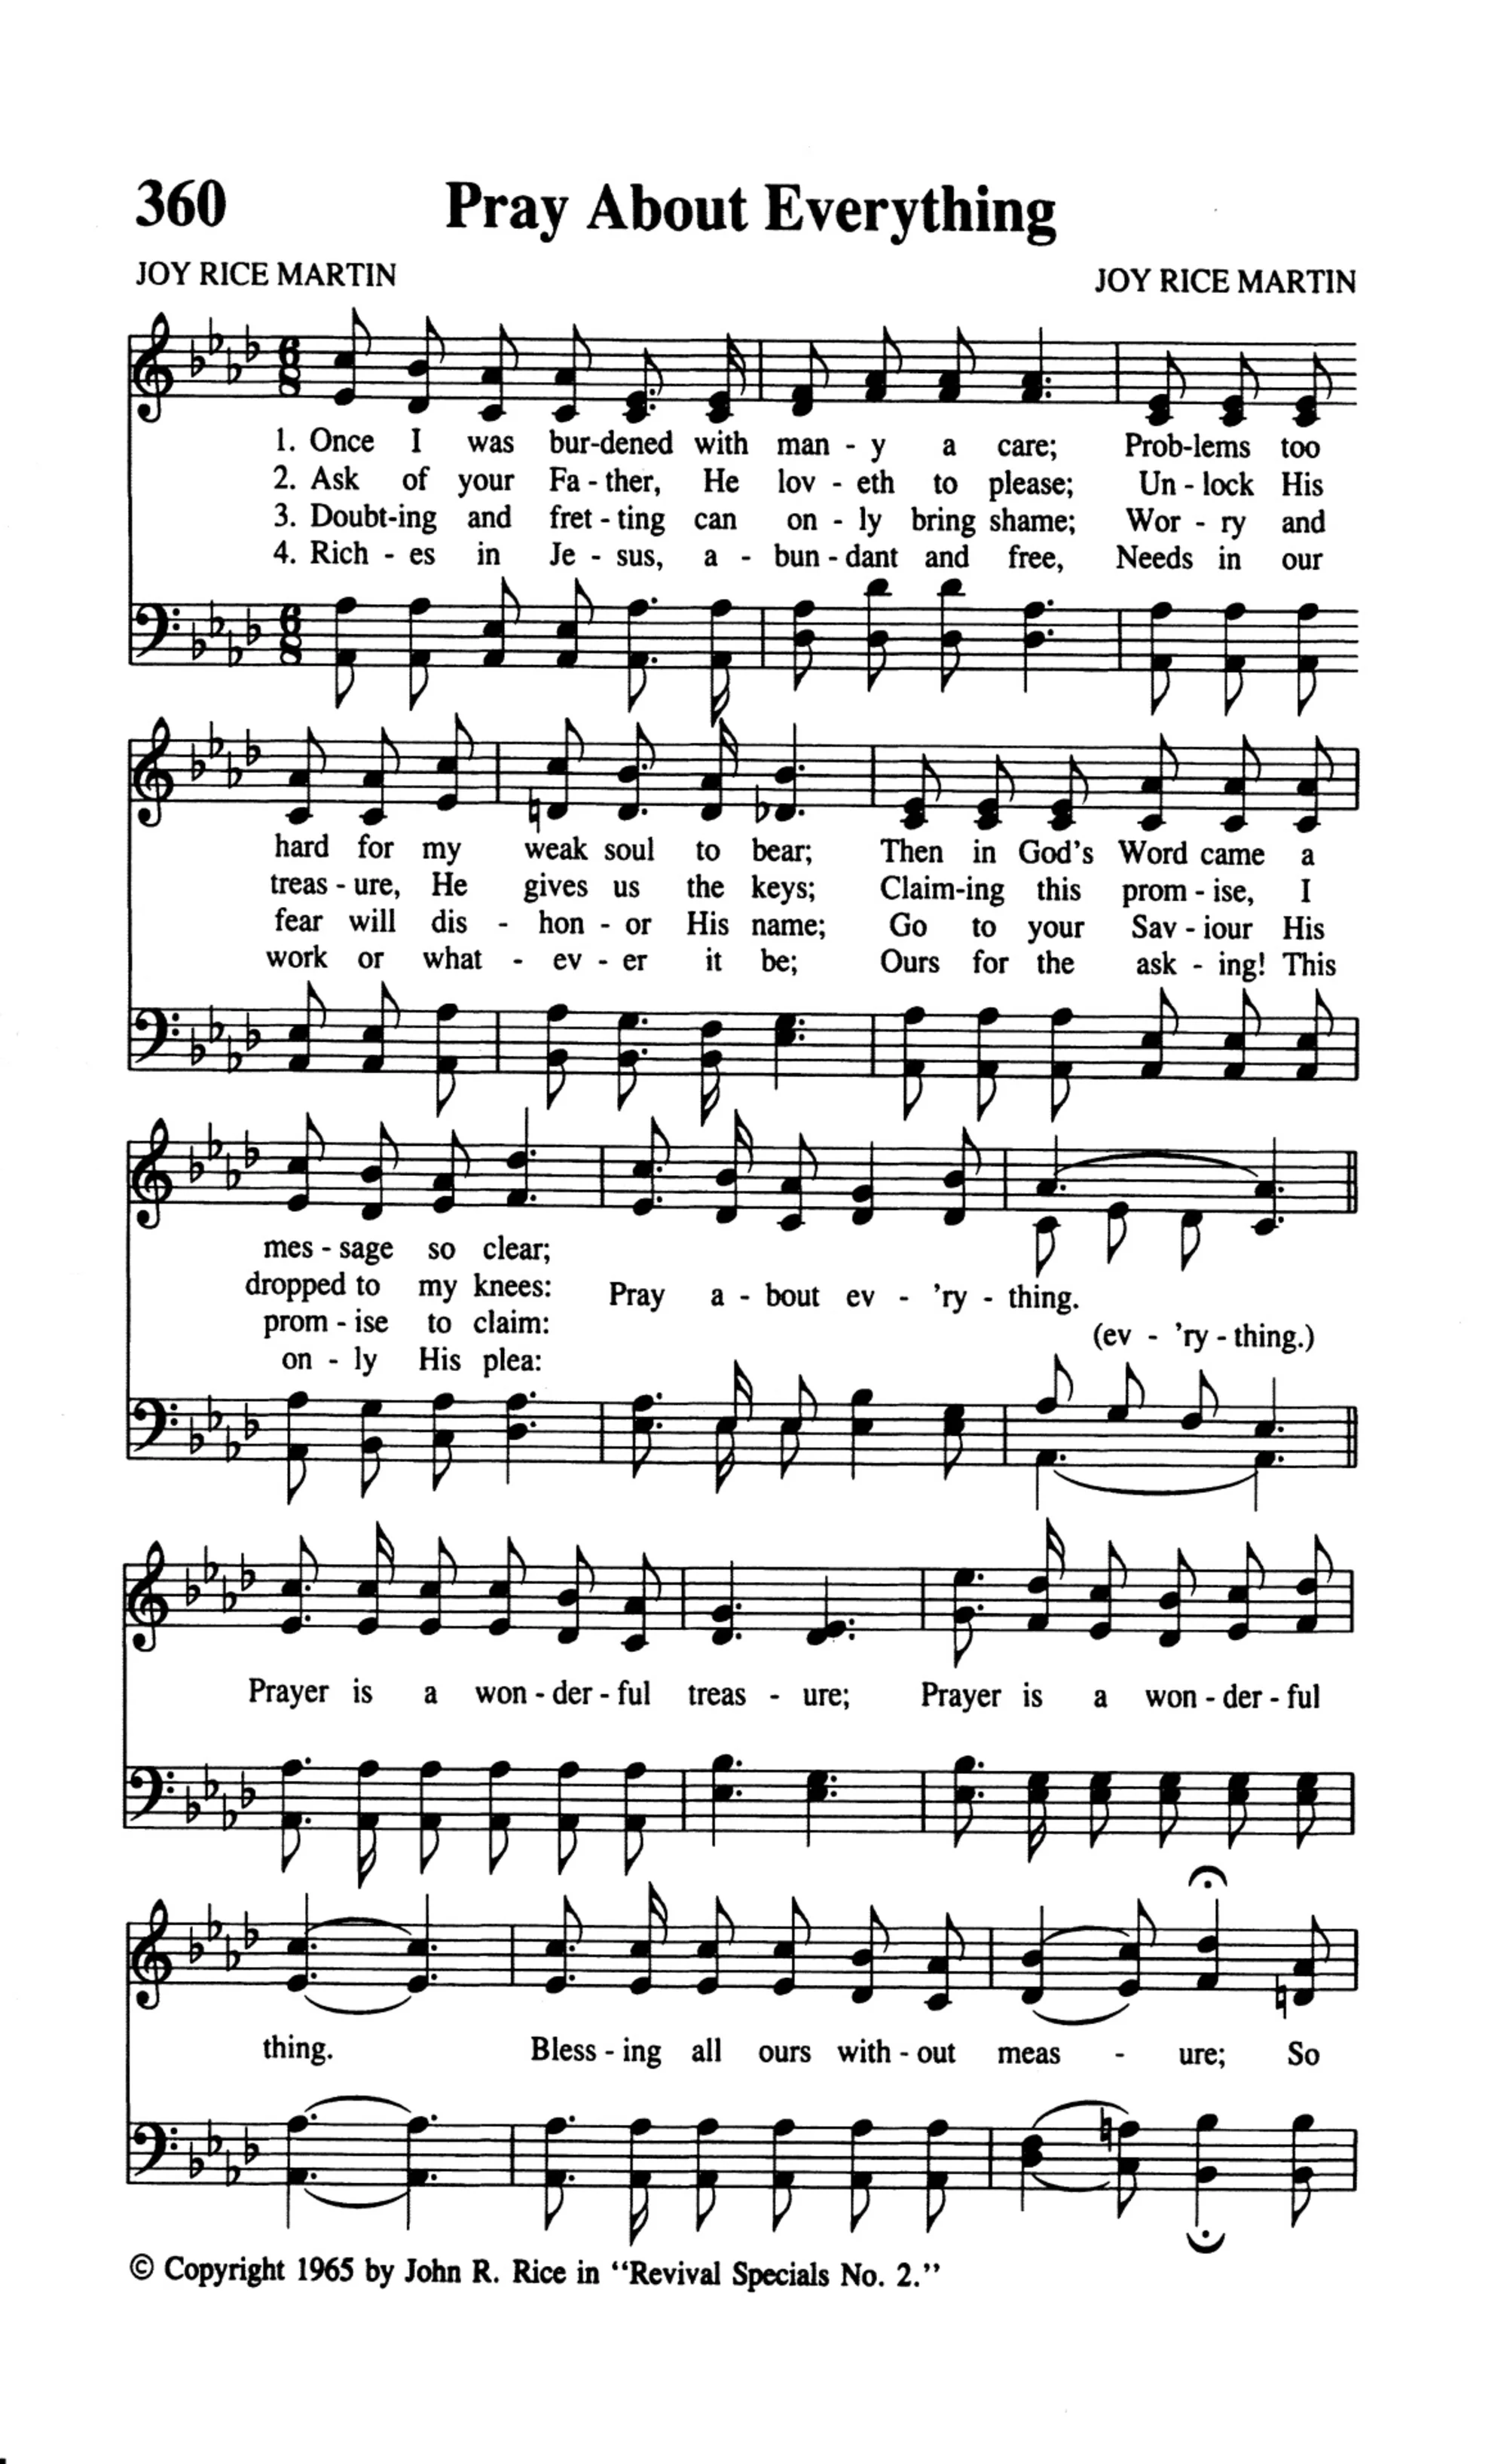 360 Pray About Everything
JOY RICE MARTIN JOY RICE MARTIN
1. Once I was bur-dened with man - y a care; Prob-lems too
2. Ask of your Fa - ther, He lov - eth to please; Un - lock His
3. Doubt-ing and fret - ting can on - ly bring shame; Wor - ry and
4. Rich - es in Je - sus, a - bun - dant and free, Needs in our
hard for my weak soul to bear; Then in God's Word came a
treas - ure, He gives us the keys; Claim-ing this prom - ise, I
fear will dis - hon - or His name; Go to your Sav - iour His
work or what - ev - er it be; Ours for the ask - ing! This
mes - sage so clear;
dropped to my knees: Pray a - bout ev - 'ry - thing.
prom - ise to claim: (ev - 'ry - thing.)
on - ly His plea:
Prayer is a won - der - ful treas - ure; Prayer is a won - der - ful
thing. Bless - ing all ours with - out meas - ure; So
© Copyright 1965 by John R. Rice in "Revival Specials No. 2."